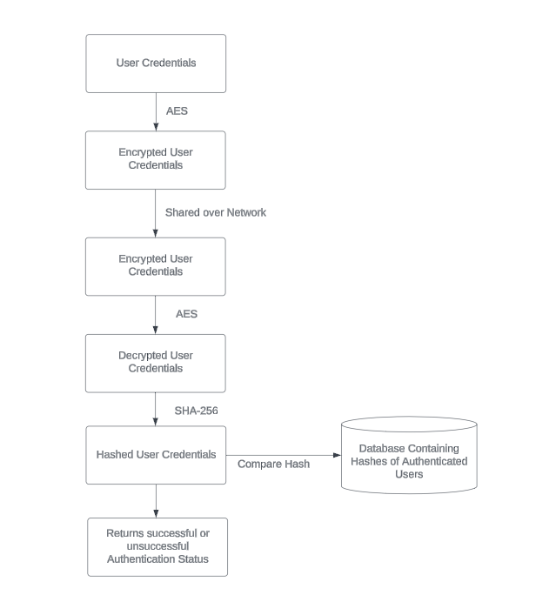 User Credentials
AES
Encrypted User
Credentials
Shared over Network
Encrypted User
Credentials
AES
Decrypted User
Credentials
SHA-256
Hashed User Credentials
Compare Hash
Database Containing
Hashes of Authenticated
Users
Returns successful or
unsuccessful
Authentication Status